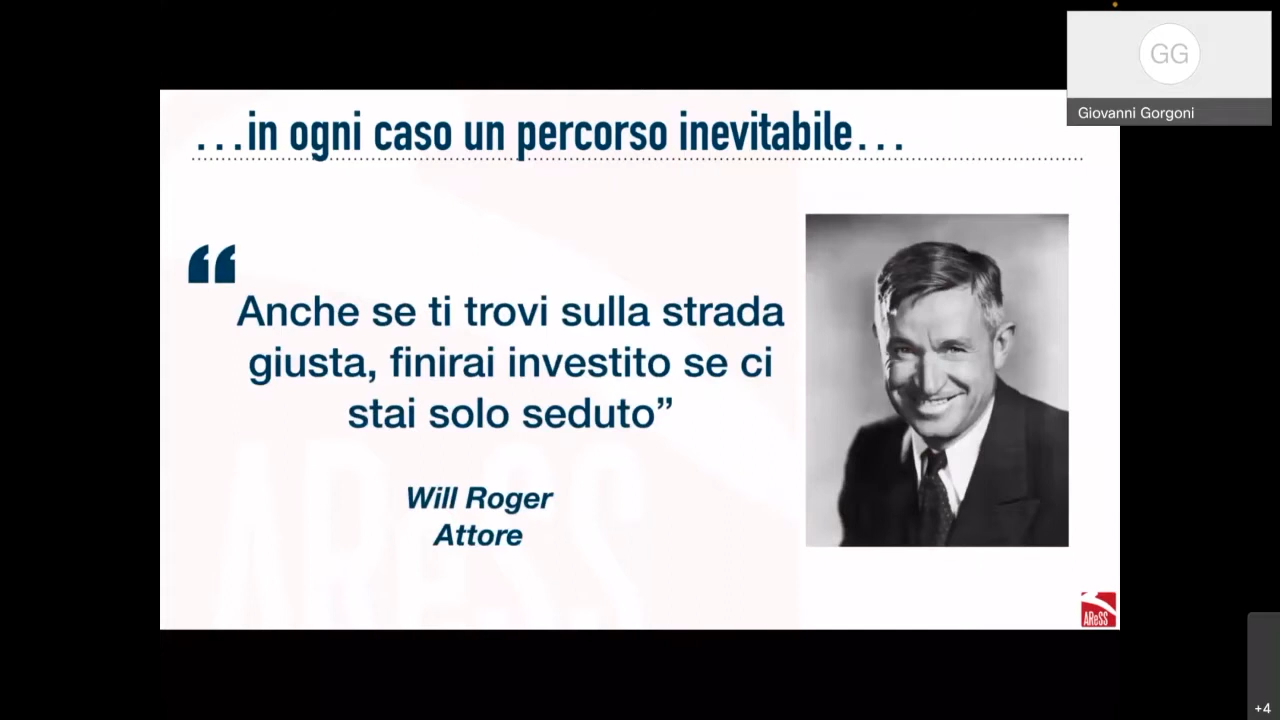 GG
Giovanni Gorgoni
...in ogni caso un percorso inevitabile...
“
Anche se ti trovi sulla strada
giusta, finirai investito se ci
stai solo seduto”
Will Roger
Attore
AReSS
AReSS
+4